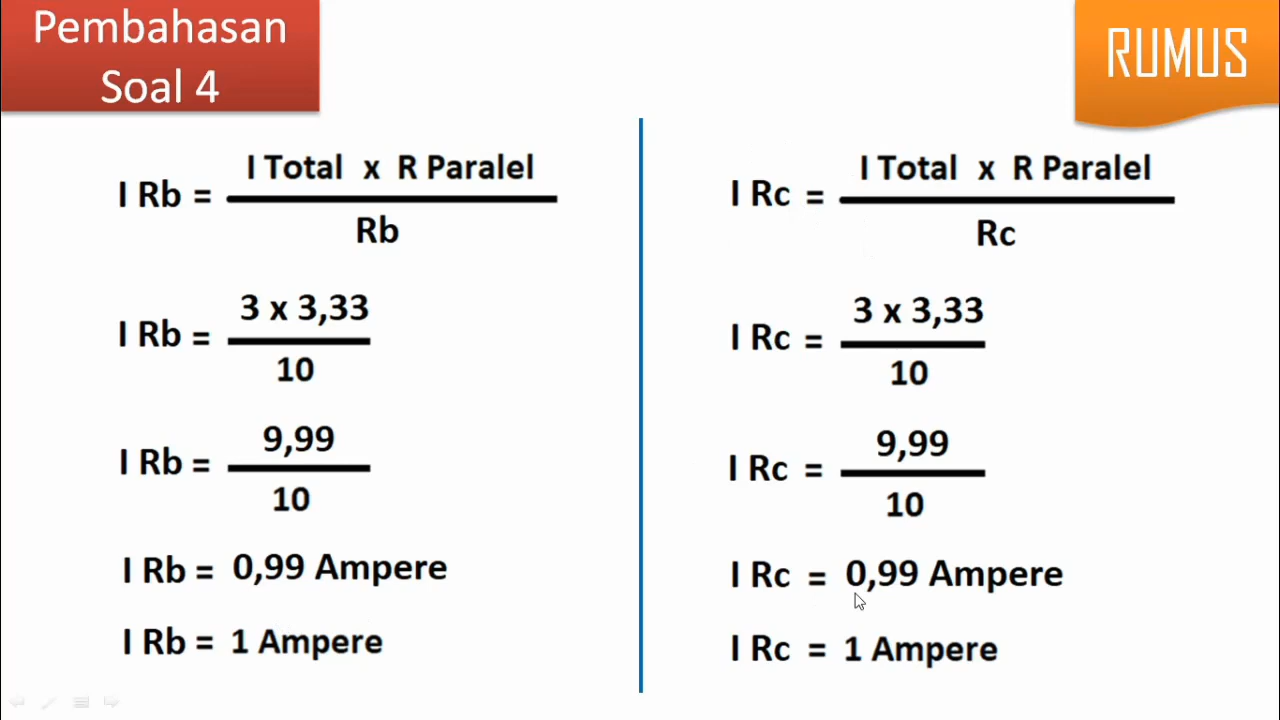 Pembahasan
Soal 4
RUMUS
I Rb = I Total x R Paralel
Rb
I Rb = 3 x 3,33
10
I Rb = 9,99
10
I Rb = 0,99 Ampere
I Rb = 1 Ampere
I Rc = I Total x R Paralel
Rc
I Rc = 3 x 3,33
10
I Rc = 9,99
10
I Rc = 0,99 Ampere
I Rc = 1 Ampere